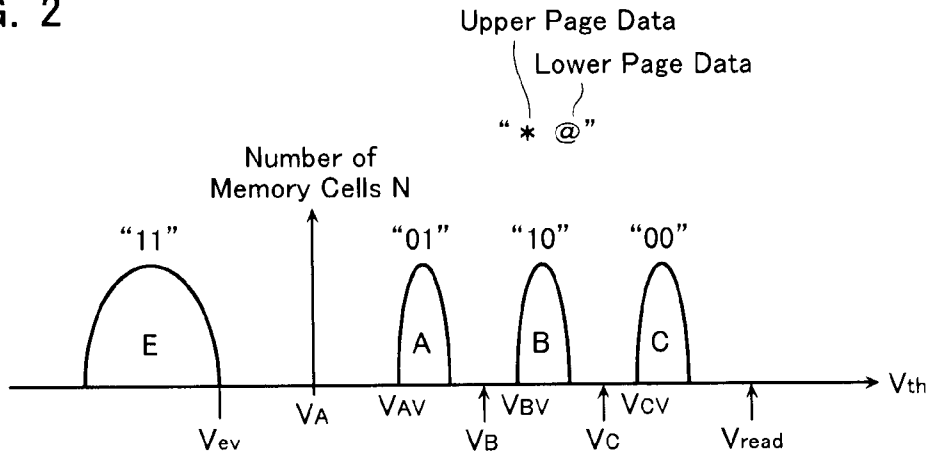 G. 2
Upper Page Data
Lower Page Data
“ * @”
Number of
Memory Cells N
“11” “01” “10” “00”
E A B C
Vth
VA VAV VBV VCV
Vev VB VC Vread